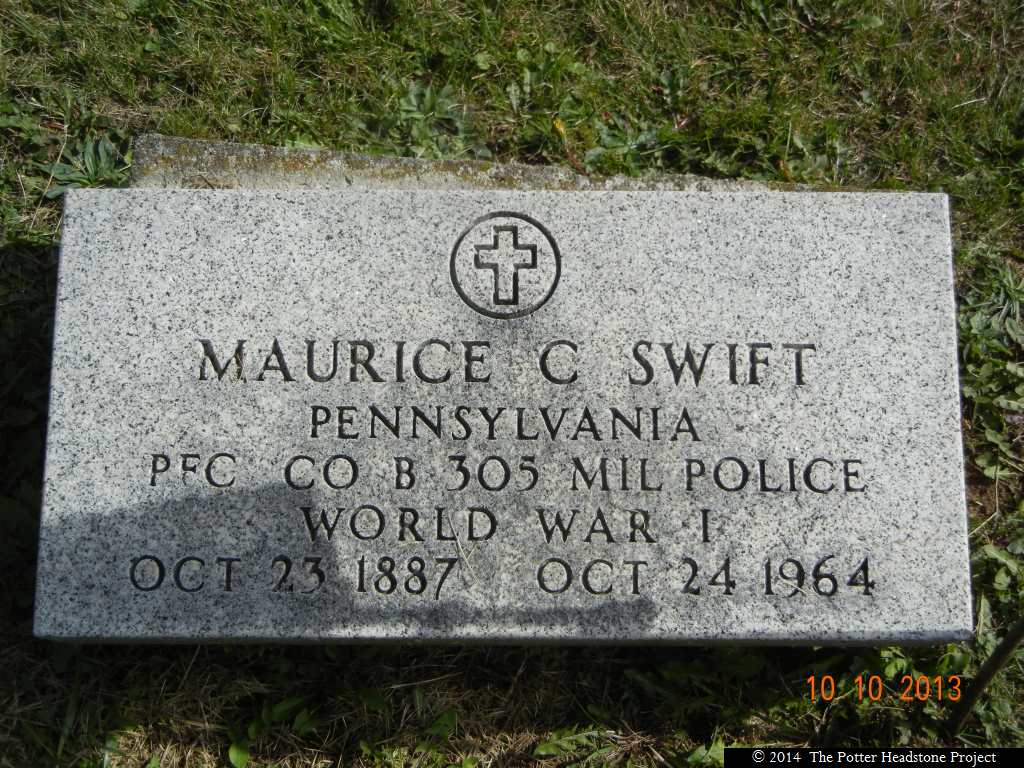 MAURICE C SWIFT
PENNSYLVANIA
PFC CO B 305 MIL POLICE
WORLD WAR I
OCT 23 1887 OCT 24 1964
10 10 2013
© 2014 The Potter Headstone Project